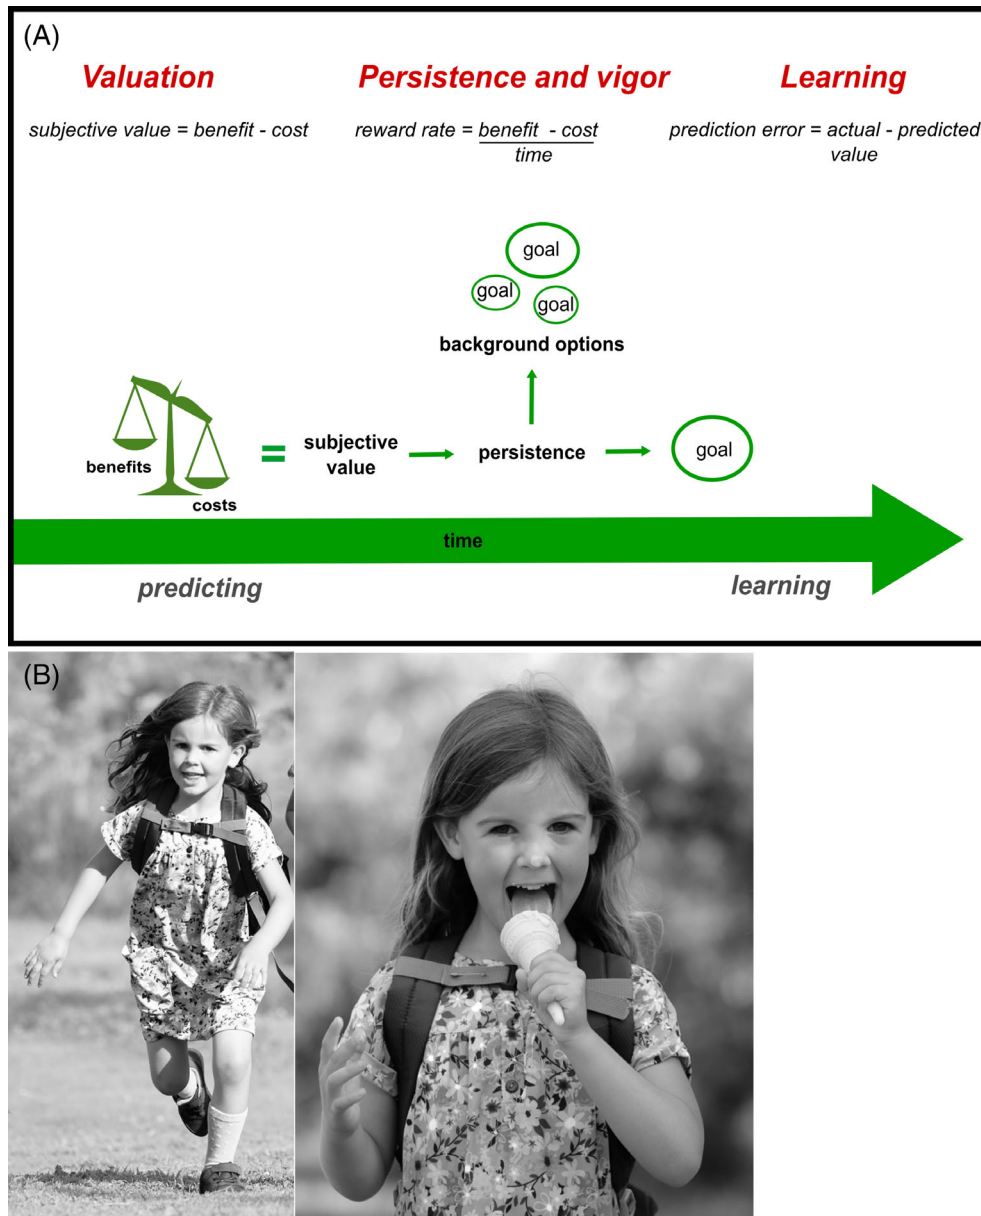 (A)
Valuation
Persistence and vigor
Learning
subjective value = benefit - cost
reward rate = benefit - cost
time
prediction error = actual - predicted
value
goal
goal
goal
background options
benefits
costs
=
subjective
value
persistence
goal
time
predicting
learning
(B)